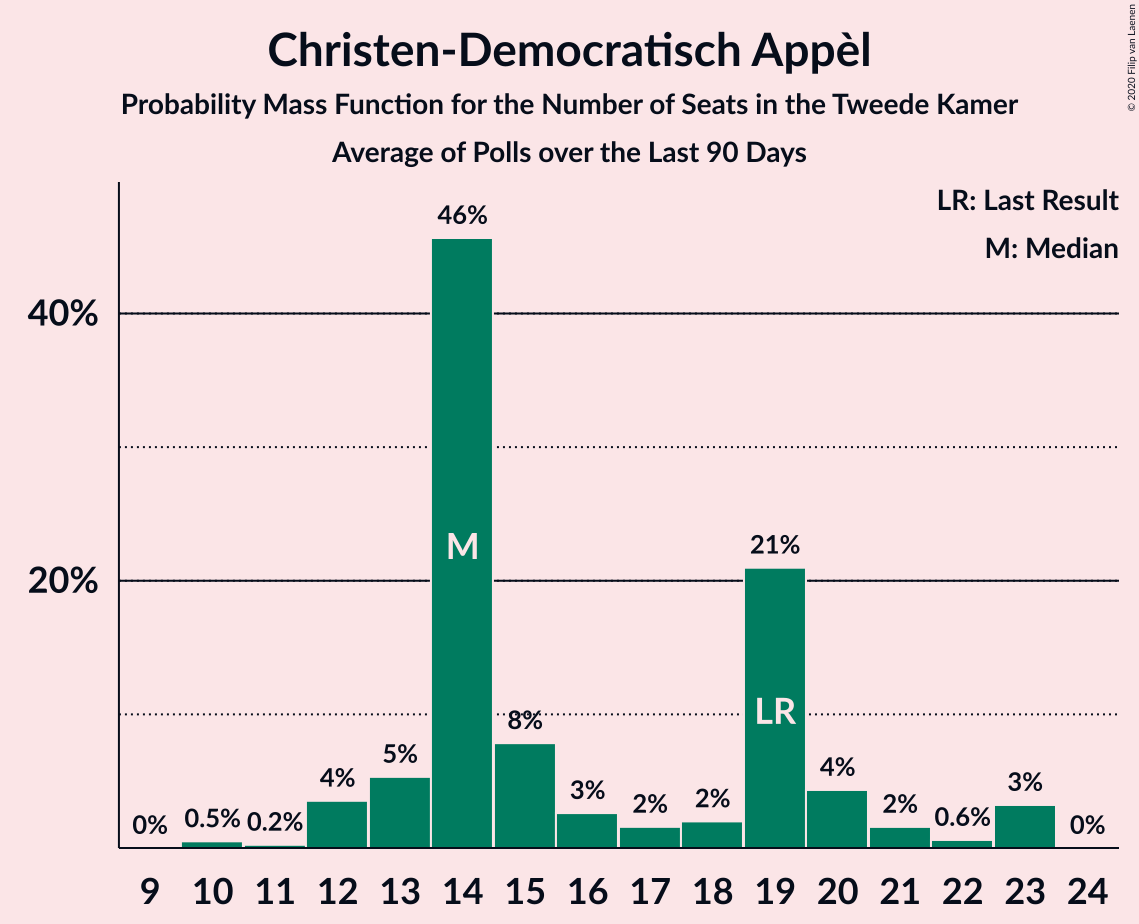 Christen-Democratisch Appèl
Probability Mass Function for the Number of Seats in the Tweede Kamer
Average of Polls over the Last 90 Days
© 2020 Filip van Laenen
LR: Last Result
M: Median
46%
40%
M
21%
20%
LR
8%
5%
4%
4%
3%
3%
2%
2%
2%
0%
0.5%
0.2%
0.6%
0%
9 10 11 12 13 14 15 16 17 18 19 20 21 22 23 24